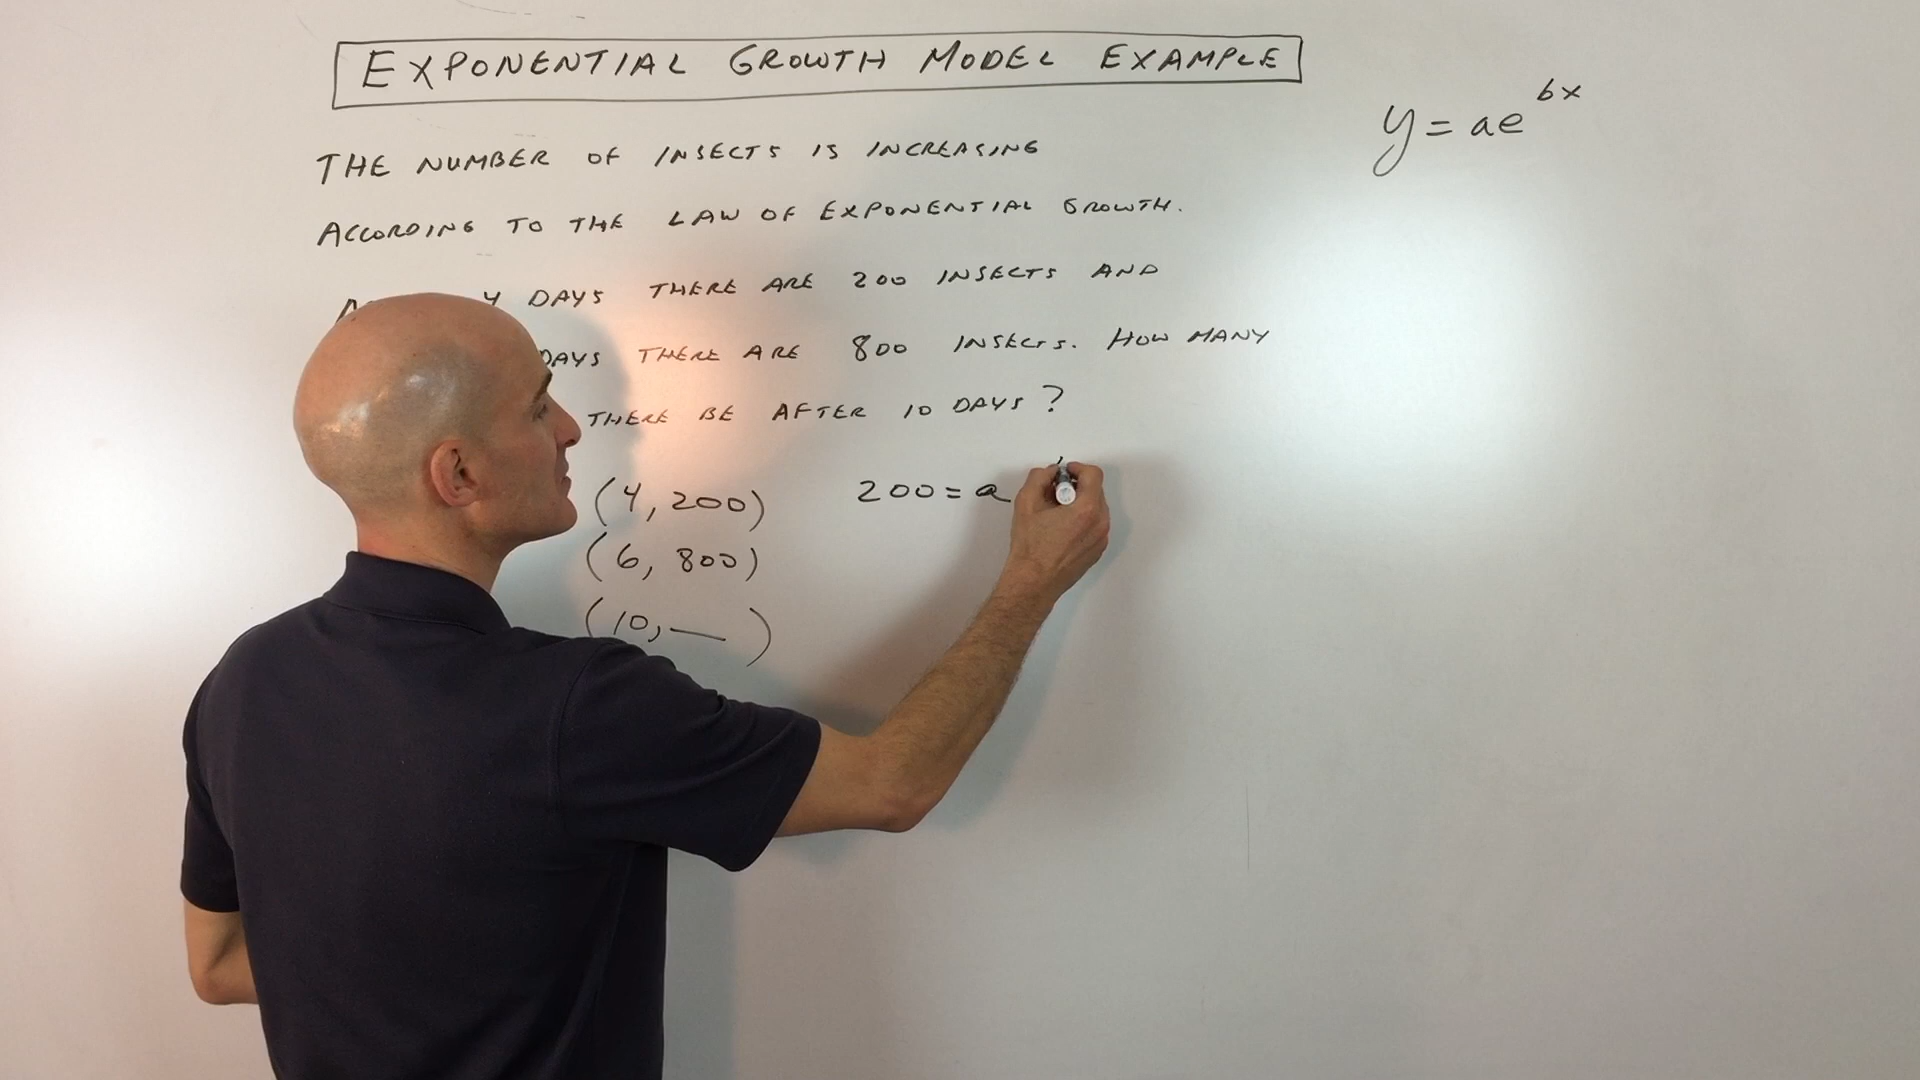 EXPONENTIAL GROWTH MODEL EXAMPLE
y = ae^bx
THE NUMBER OF INSECTS IS INCREASING
ACCORDING TO THE LAW OF EXPONENTIAL GROWTH.
4 DAYS THERE ARE 200 INSECTS AND
DAYS THERE ARE 800 INSECTS. HOW MANY
THERE BE AFTER 10 DAYS?
(4, 200) 200 = a
(6, 800)
(10, __ )